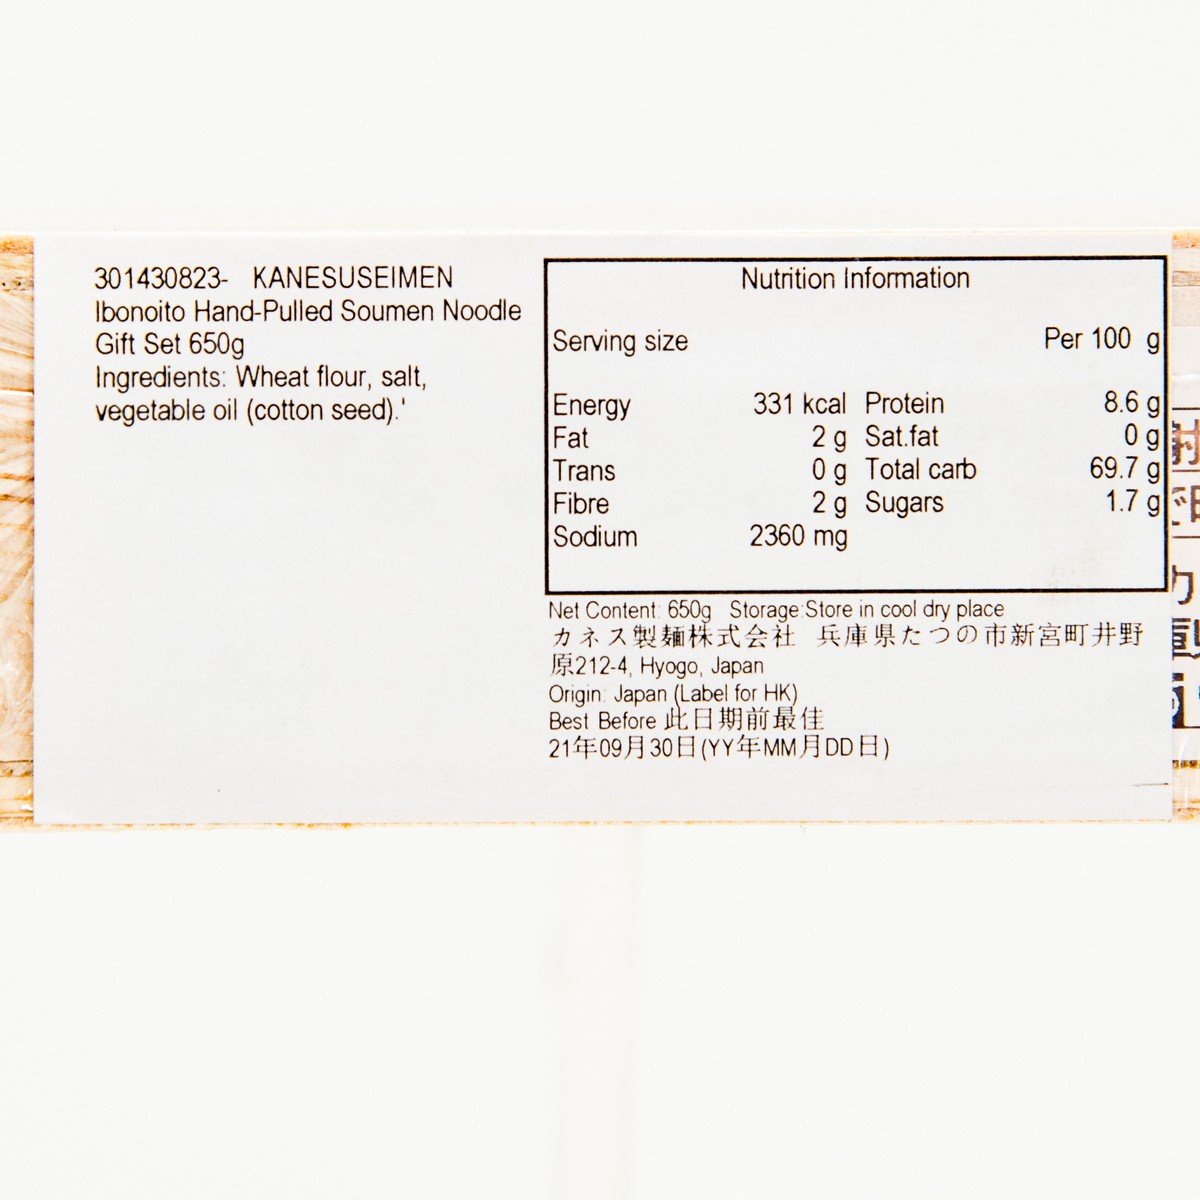 301430823- KANESUSEIMEN
Ibonoito Hand-Pulled Soumen Noodle
Gift Set 650g
Ingredients: Wheat flour, salt,
vegetable oil (cotton seed).'
Nutrition Information
Serving size Per 100 g
Energy 331 kcal Protein 8.6 g
Fat 2 g Sat.fat 0 g
Trans 0 g Total carb 69.7 g
Fibre 2 g Sugars 1.7 g
Sodium 2360 mg
Net Content: 650g Storage:Store in cool dry place
カネス製麺株式会社 兵庫県たつの市新宮町井野
原212-4, Hyogo, Japan
Origin: Japan (Label for HK)
Best Before 此日期前最佳
21年09月30日(YY年MM月DD日)